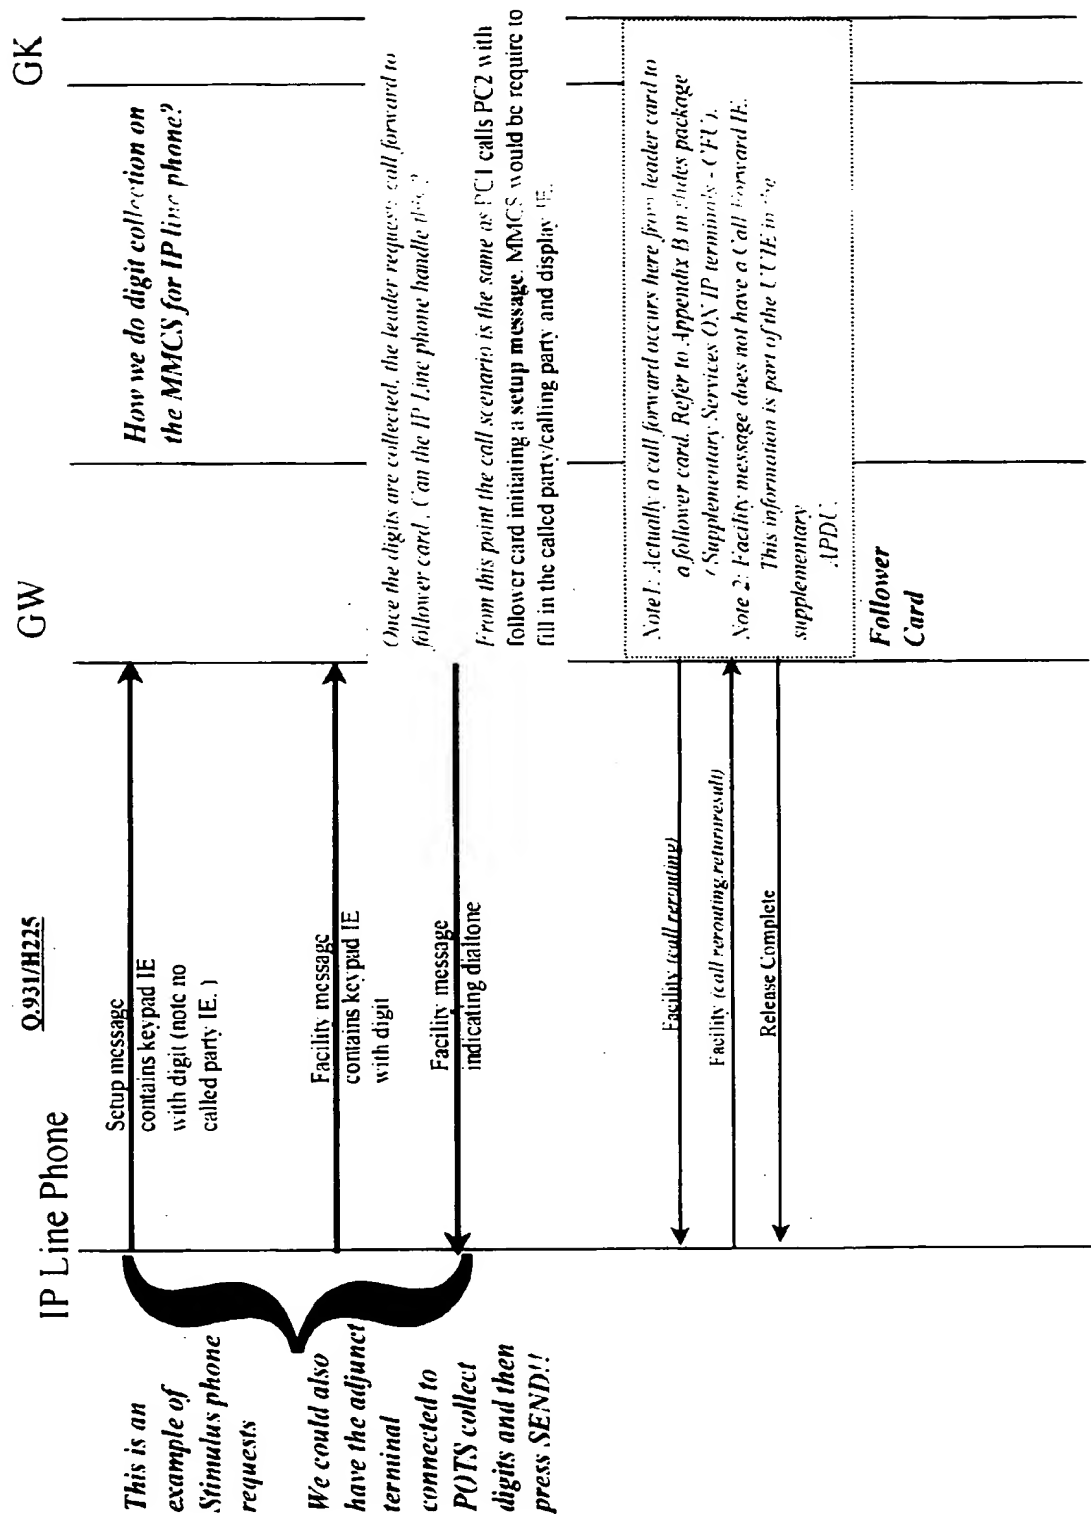 IP Line Phone
Q.931/H225
GW
GK
This is an
example of
Stimulus phone
requests
We could also
have the adjunct
terminal
connected to
POTS collect
digits and then
press SEND!!
Setup message
contains keypad IE
with digit (note no
called party IE. )
Facility message
contains keypad IE
with digit
Facility message
indicating dialtone
Facility (call rerouting)
Facility (call rerouting.returnresult)
Release Complete
How we do digit collection on
the MMCS for IP line phone?
Once the digits are collected, the leader requests call forward to
follower card . Can the IP Line phone handle this ?
From this point the call scenario is the same as PC1 calls PC2 with
follower card initiating a setup message. MMCS would be require to
fill in the called party/calling party and display IE.
Note1: Actually a call forward occurs here from leader card to
a follower card. Refer to Appendix B includes package
( Supplementary Services ON IP terminals - CFU).
Note 2: Facility message does not have a Call Forward IE.
This information is part of the UUIE in the
supplementary
APDU.
Follower
Card